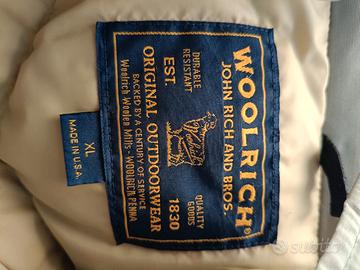 WOOLRICH®
JOHN RICH AND BROS.
DURABLE
RESISTANT
QUALITY
GOODS
EST. 1830
ORIGINAL OUTDOORWEAR
BACKED BY A CENTURY OF SERVICE
Woolrich Woolen Mills - WOOLRICH PENNA
XL
MADE IN U.S.A.
subito